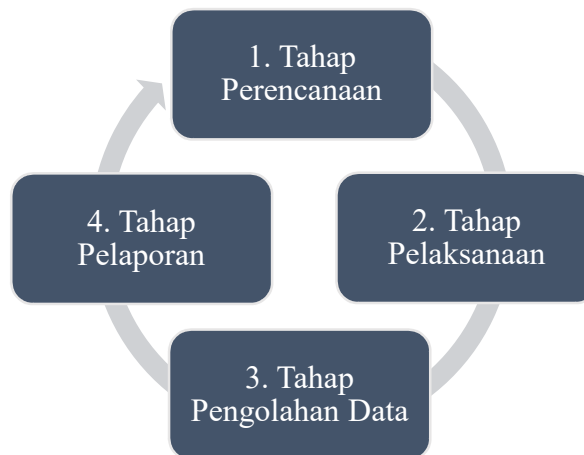 1. Tahap
Perencanaan
2. Tahap
Pelaksanaan
3. Tahap
Pengolahan Data
4. Tahap
Pelaporan